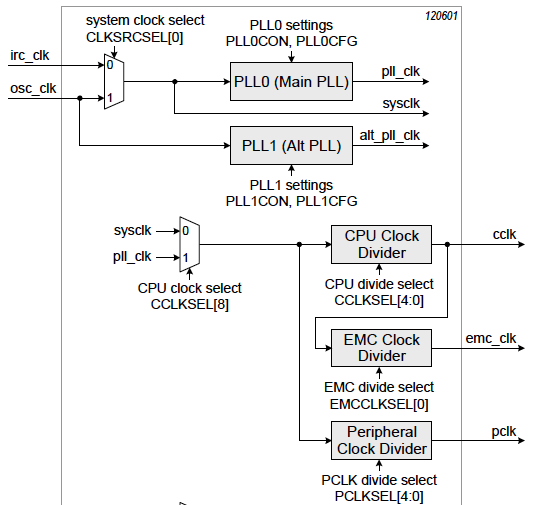 120601
system clock select
CLKSRCSEL[0]
PLL0 settings
PLL0CON, PLL0CFG
irc_clk
0
osc_clk
1
PLL0 (Main PLL)
pll_clk
sysclk
PLL1 (Alt PLL)
alt_pll_clk
PLL1 settings
PLL1CON, PLL1CFG
sysclk
0
pll_clk
1
CPU clock select
CCLKSEL[8]
CPU Clock
Divider
cclk
CPU divide select
CCLKSEL[4:0]
EMC Clock
Divider
emc_clk
EMC divide select
EMCCLKSEL[0]
Peripheral
Clock Divider
pclk
PCLK divide select
PCLKSEL[4:0]